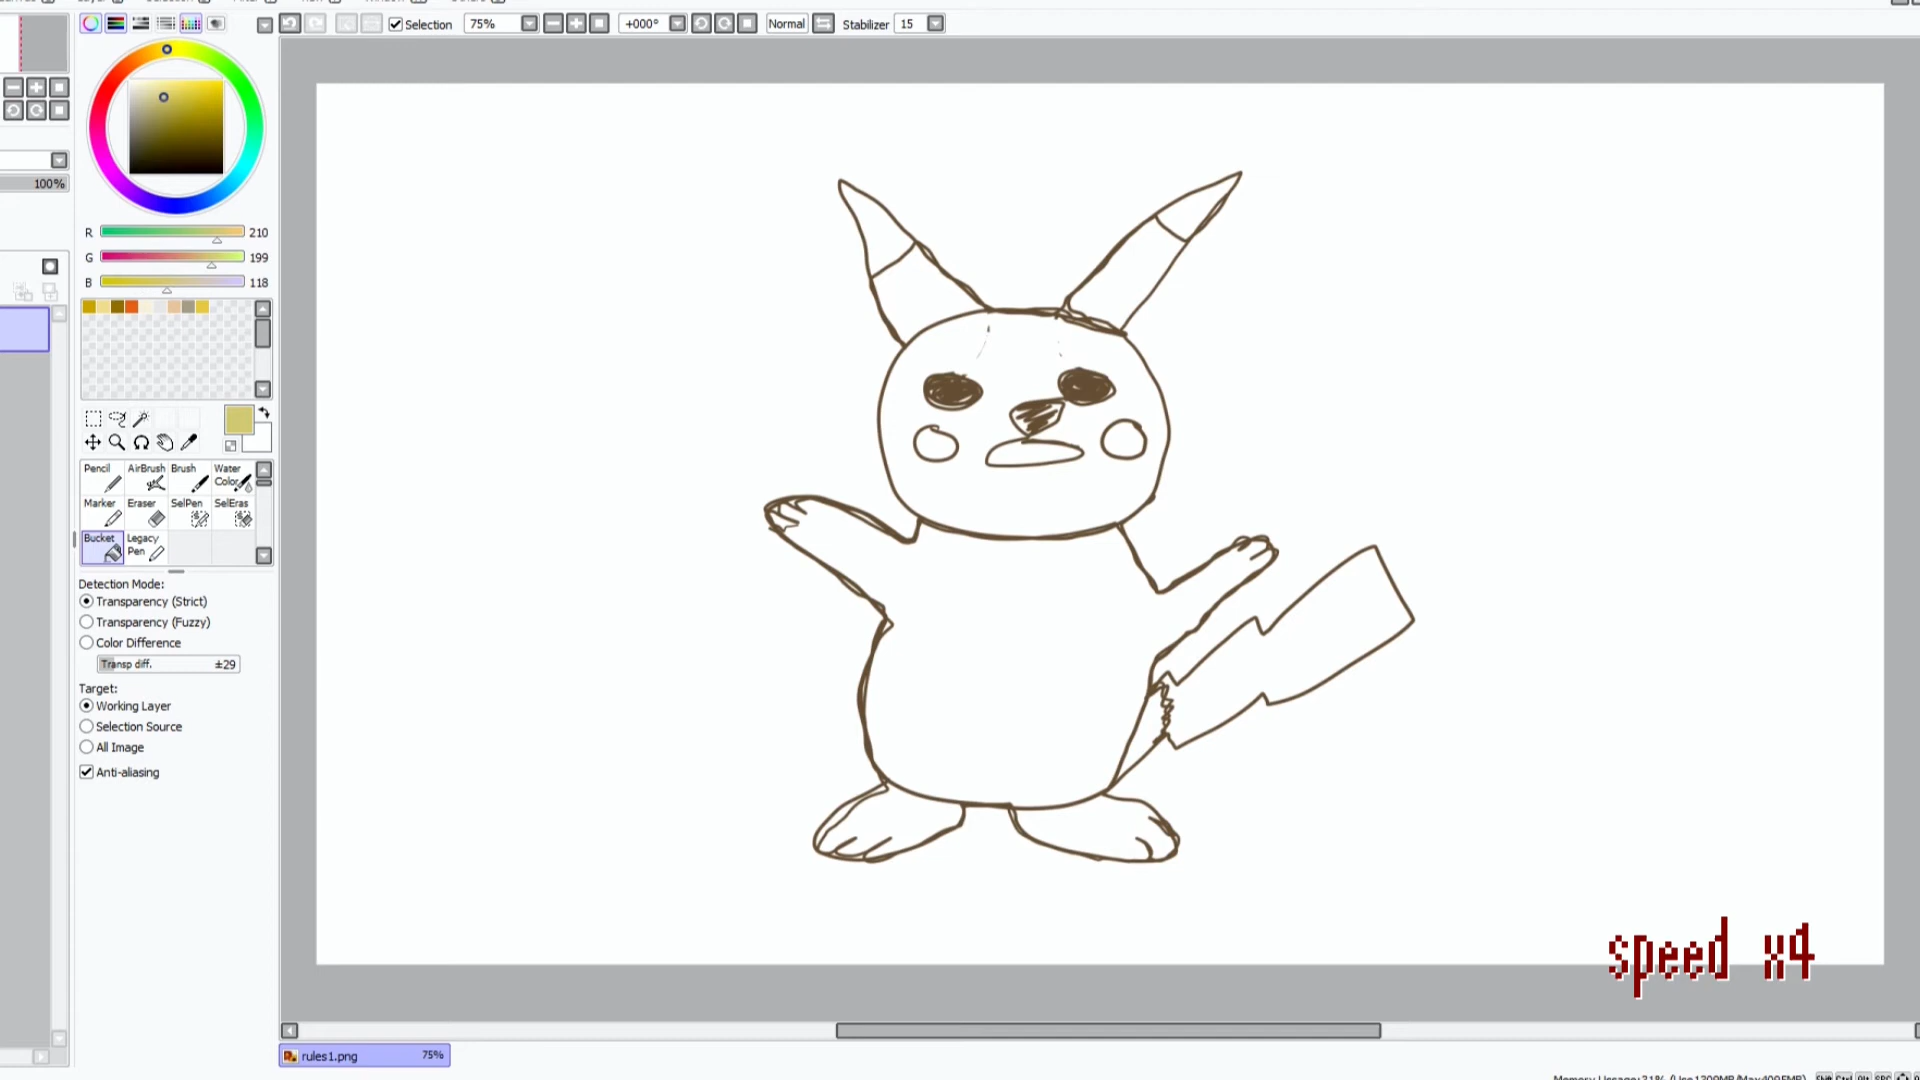 Selection 75% +000° Normal Stabilizer 15
100%
R 210
G 199
B 118
Pencil AirBrush Brush Water Color
Marker Eraser SelPen SelEras
Bucket Legacy Pen
Detection Mode:
Transparency (Strict)
Transparency (Fuzzy)
Color Difference
Transp diff. ±29
Target:
Working Layer
Selection Source
All Image
Anti-aliasing
speed x4
rules1.png 75%